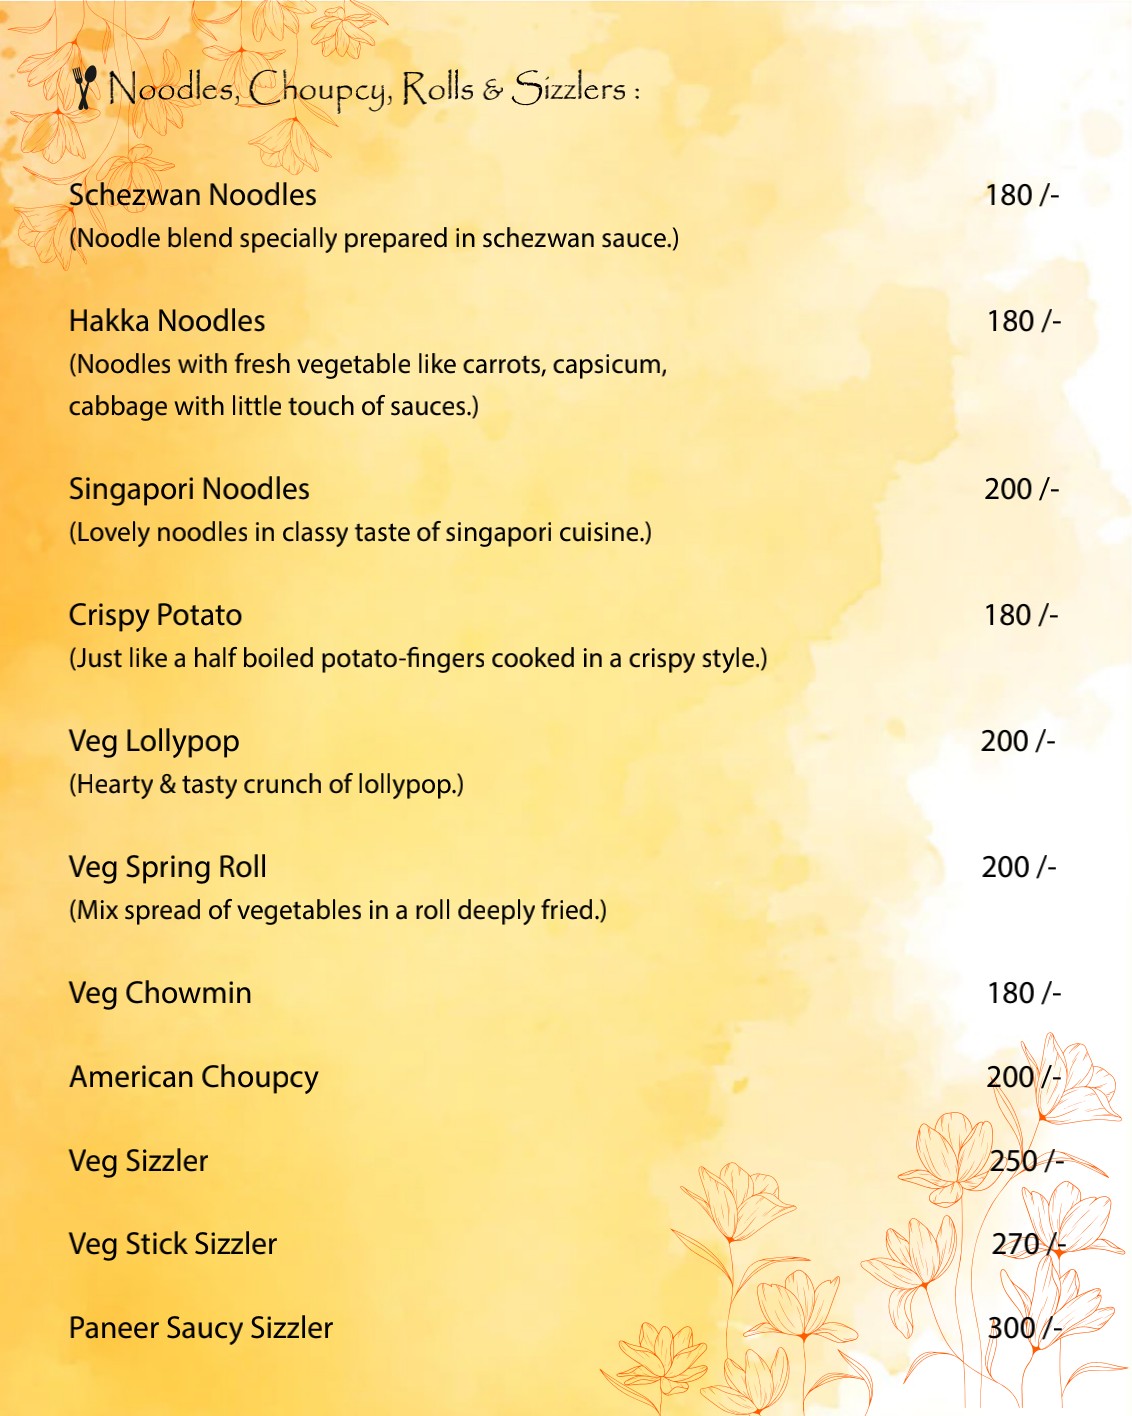 Noodles, Choupcy, Rolls & Sizzlers :
Schezwan Noodles 180 /-
(Noodle blend specially prepared in schezwan sauce.)
Hakka Noodles 180 /-
(Noodles with fresh vegetable like carrots, capsicum,
cabbage with little touch of sauces.)
Singapori Noodles 200 /-
(Lovely noodles in classy taste of singapori cuisine.)
Crispy Potato 180 /-
(Just like a half boiled potato-fingers cooked in a crispy style.)
Veg Lollypop 200 /-
(Hearty & tasty crunch of lollypop.)
Veg Spring Roll 200 /-
(Mix spread of vegetables in a roll deeply fried.)
Veg Chowmin 180 /-
American Choupcy 200 /-
Veg Sizzler 250 /-
Veg Stick Sizzler 270 /-
Paneer Saucy Sizzler 300 /-